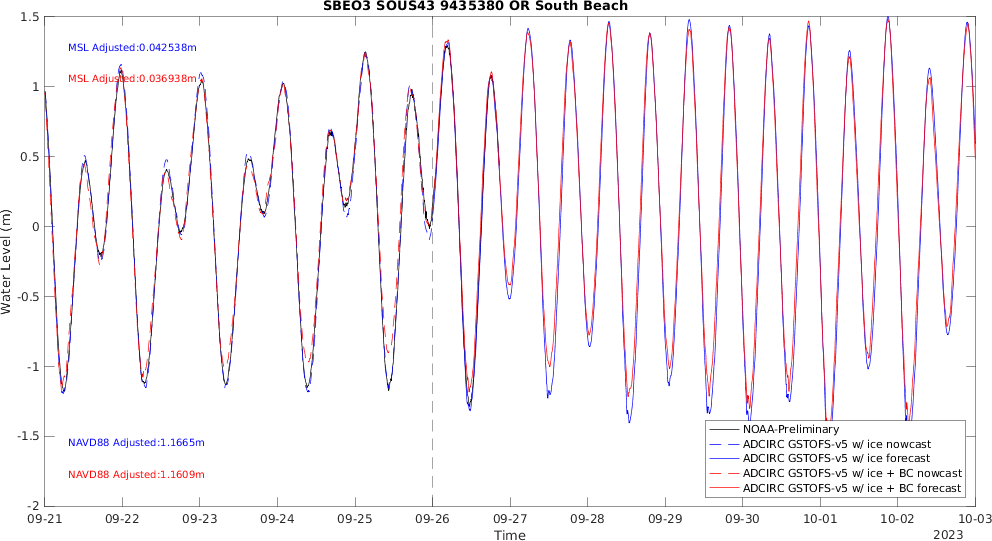 SBEO3 SOUS43 9435380 OR South Beach
MSL Adjusted:0.042538m
MSL Adjusted:0.036938m
NAVD88 Adjusted:1.1665m
NAVD88 Adjusted:1.1609m
Water Level (m)
1.5
1
0.5
0
-0.5
-1
-1.5
-2
NOAA-Preliminary
ADCIRC GSTOFS-v5 w/ ice nowcast
ADCIRC GSTOFS-v5 w/ ice forecast
ADCIRC GSTOFS-v5 w/ ice + BC nowcast
ADCIRC GSTOFS-v5 w/ ice + BC forecast
09-21 09-22 09-23 09-24 09-25 09-26 09-27 09-28 09-29 09-30 10-01 10-02 10-03
Time
2023